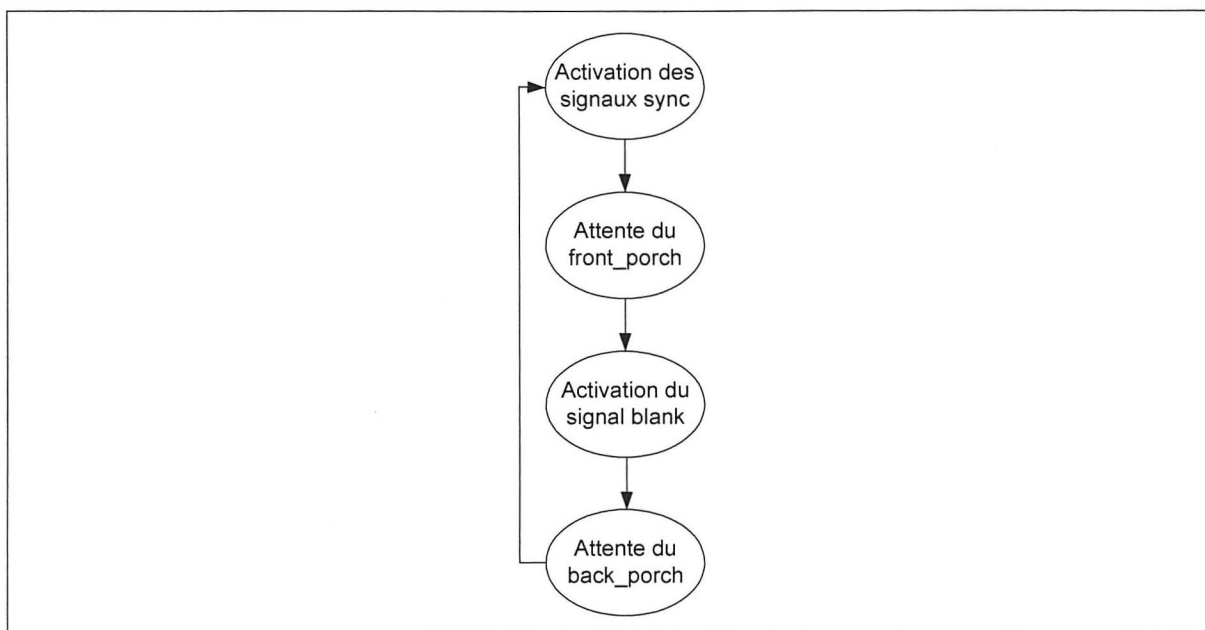 Activation des
signaux sync
Attente du
front_porch
Activation du
signal blank
Attente du
back_porch